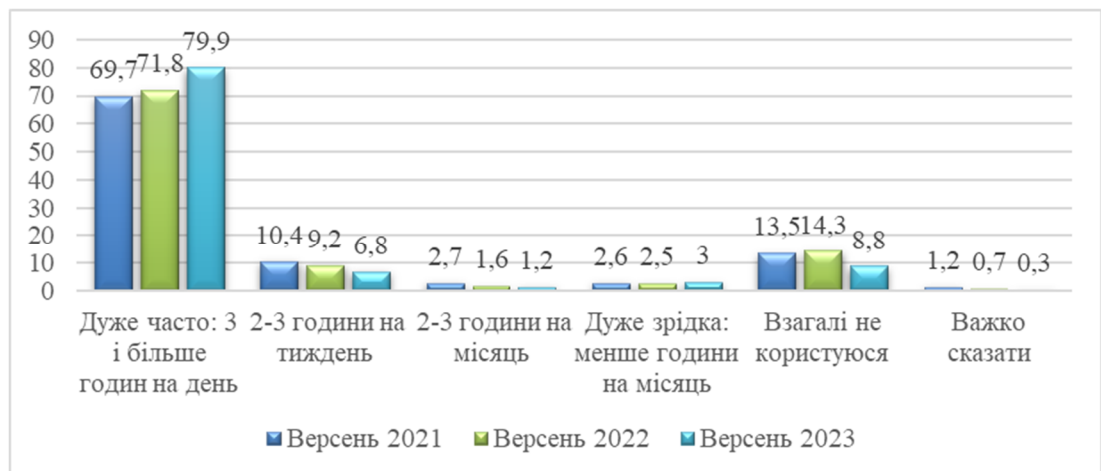 90
80
70
60
50
40
30
20
10
0
69,7 71,8 79,9
10,4 9,2 6,8
2,7 1,6 1,2
2,6 2,5 3
13,5 14,3 8,8
1,2 0,7 0,3
Дуже часто: 3
і більше
годин на день
2-3 години на
тиждень
2-3 години на
місяць
Дуже зрідка:
менше години
на місяць
Взагалі не
користуюся
Важко
сказати
Версень 2021 Версень 2022 Версень 2023